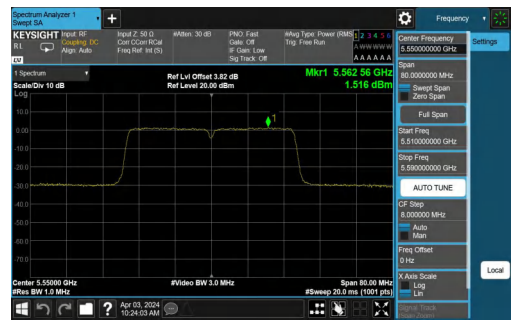 Spectrum Analyzer 1
Swept SA
Frequency
KEYSIGHT
RL
LV
Input: RF
Coupling: DC
Align: Auto
Input Z: 50 Ω
Corr CCorr RCal
Freq Ref: Int (S)
#Atten: 30 dB
PNO: Fast
Gate: Off
IF Gain: Low
Sig Track: Off
#Avg Type: Power (RMS
Trig: Free Run
1 2 3 4 5 6
A W W W W W
A A A A A A
1 Spectrum
Scale/Div 10 dB
Log
Ref Lvl Offset 3.82 dB
Ref Level 20.00 dBm
Mkr1 5.562 56 GHz
1.516 dBm
1
10.0
0.00
-10.0
-20.0
-30.0
-40.0
-50.0
-60.0
-70.0
Center 5.55000 GHz
#Res BW 1.0 MHz
#Video BW 3.0 MHz
Span 80.00 MHz
#Sweep 20.0 ms (1001 pts)
Apr 03, 2024
10:24:03 AM
Center Frequency
5.550000000 GHz
Settings
Span
80.0000000 MHz
Swept Span
Zero Span
Full Span
Start Freq
5.510000000 GHz
Stop Freq
5.590000000 GHz
AUTO TUNE
CF Step
8.000000 MHz
Auto
Man
Freq Offset
0 Hz
X Axis Scale
Log
Lin
Local
Signal Track
(Span Zoom)